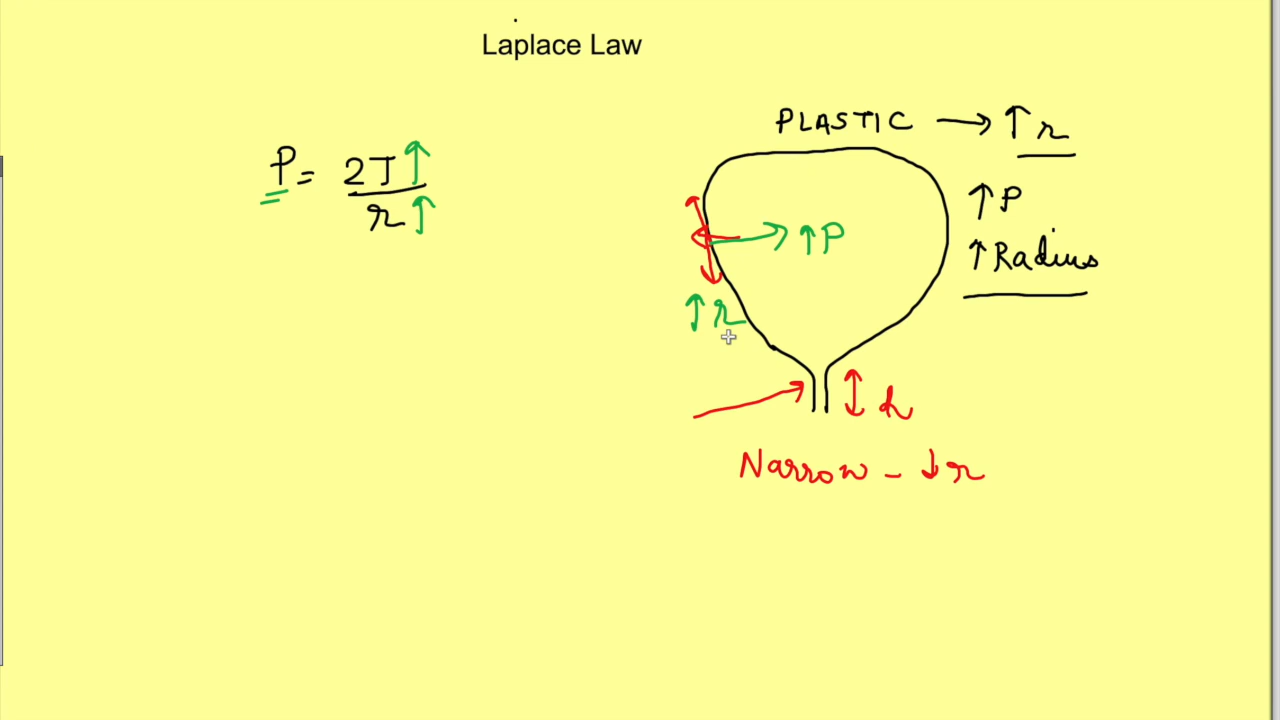 Laplace Law
P = 2T↑
r↑
PLASTIC → ↑ r
↑ P
↑ Radius
↑ P
↑ r
Narrow - ↓ r